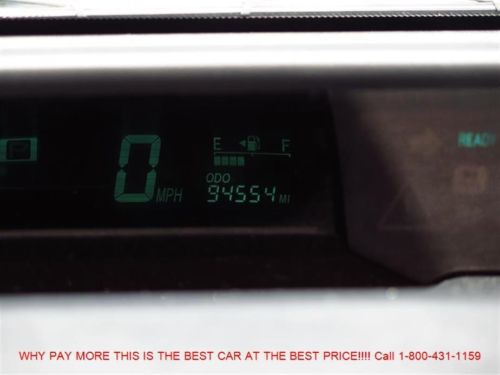 E F
READY
0 MPH
ODO
94554 MI
WHY PAY MORE THIS IS THE BEST CAR AT THE BEST PRICE!!!! Call 1-800-431-1159